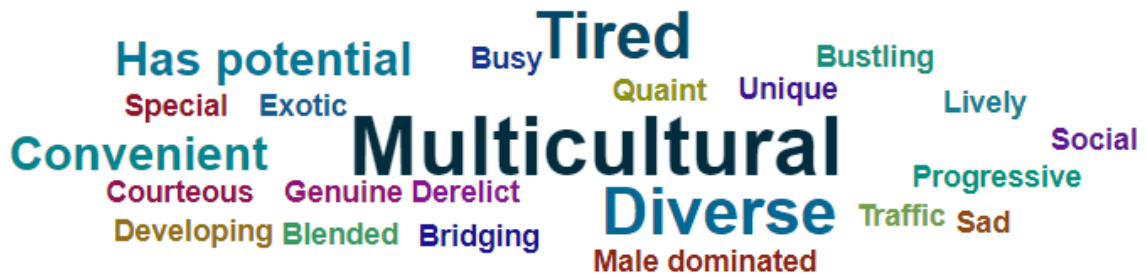 Tired
Has potential
Busy
Bustling
Quaint
Unique
Special
Exotic
Lively
Multicultural
Social
Convenient
Courteous
Genuine
Derelict
Progressive
Diverse
Traffic
Sad
Developing
Blended
Bridging
Male dominated